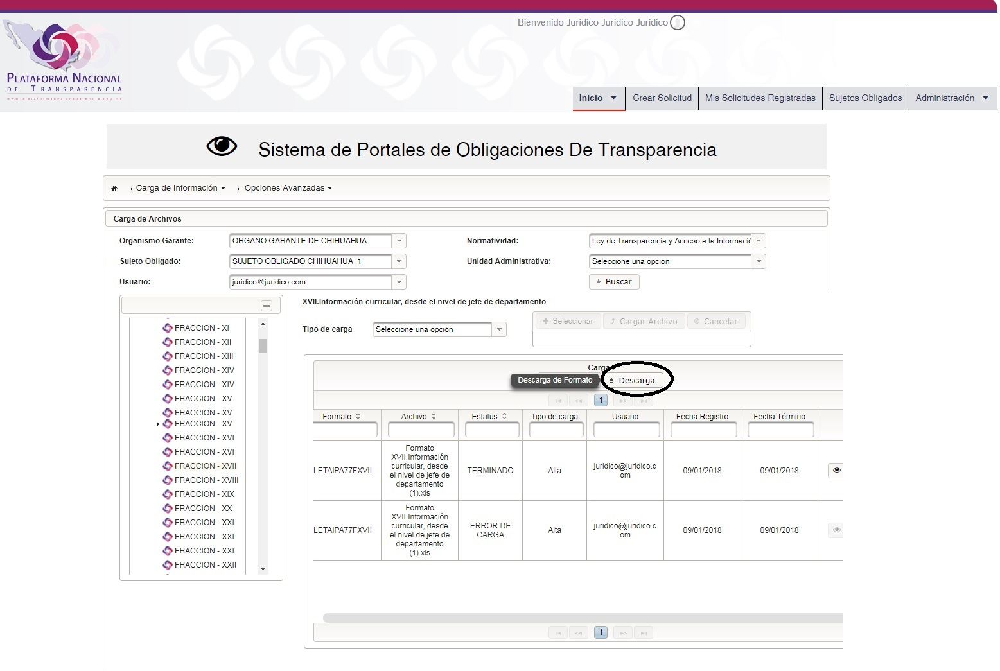 Bienvenido Juridico Juridico Juridico
PLATAFORMA NACIONAL
DE TRANSPARENCIA
www.plataformadetransparencia.org.mx
Inicio
Crear Solicitud
Mis Solicitudes Registradas
Sujetos Obligados
Administración
Sistema de Portales de Obligaciones De Transparencia
Carga de Información
Opciones Avanzadas
Carga de Archivos
Organismo Garante:
ORGANO GARANTE DE CHIHUAHUA
Normatividad:
Ley de Transparencia y Acceso a la Informació
Sujeto Obligado:
SUJETO OBLIGADO CHIHUAHUA_1
Unidad Administrativa:
Seleccione una opción
Usuario:
juridico@juridico.com
Buscar
FRACCION - XI
FRACCION - XII
FRACCION - XIII
FRACCION - XIV
FRACCION - XIV
FRACCION - XV
FRACCION - XV
FRACCION - XV
FRACCION - XVI
FRACCION - XVI
FRACCION - XVII
FRACCION - XVIII
FRACCION - XIX
FRACCION - XX
FRACCION - XXI
FRACCION - XXI
FRACCION - XXI
FRACCION - XXII
XVII.Información curricular, desde el nivel de jefe de departamento
Tipo de carga
Seleccione una opción
Seleccionar
Cargar Archivo
Cancelar
Cargas
Descarga de Formato
Descarga
1
Formato
Archivo
Estatus
Tipo de carga
Usuario
Fecha Registro
Fecha Término
LETAIPA77FXVII
Formato
XVII.Información
curricular, desde
el nivel de jefe de
departamento
(1).xls
TERMINADO
Alta
juridico@juridico.c
om
09/01/2018
09/01/2018
LETAIPA77FXVII
Formato
XVII.Información
curricular, desde
el nivel de jefe de
departamento
(1).xls
ERROR DE
CARGA
Alta
juridico@juridico.c
om
09/01/2018
09/01/2018
1